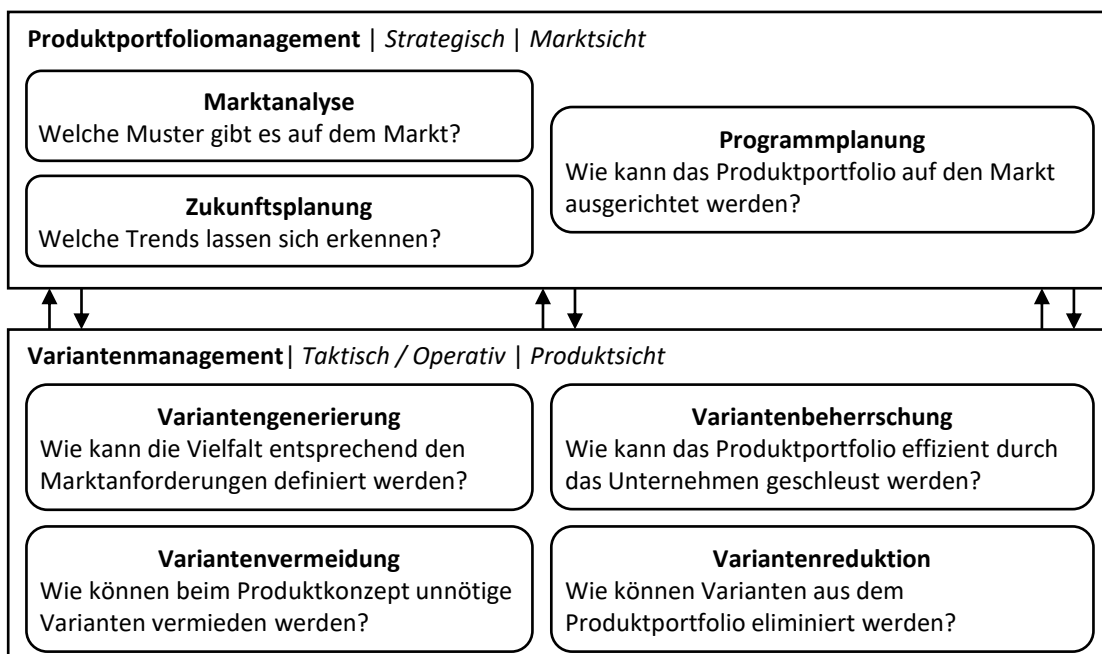 Produktportfoliomanagement | Strategisch | Marktsicht
Marktanalyse
Welche Muster gibt es auf dem Markt?
Zukunftsplanung
Welche Trends lassen sich erkennen?
Programmplanung
Wie kann das Produktportfolio auf den Markt
ausgerichtet werden?
Variantenmanagement| Taktisch / Operativ | Produktsicht
Variantengenerierung
Wie kann die Vielfalt entsprechend den
Marktanforderungen definiert werden?
Variantenbeherrschung
Wie kann das Produktportfolio effizient durch
das Unternehmen geschleust werden?
Variantenvermeidung
Wie können beim Produktkonzept unnötige
Varianten vermieden werden?
Variantenreduktion
Wie können Varianten aus dem
Produktportfolio eliminiert werden?